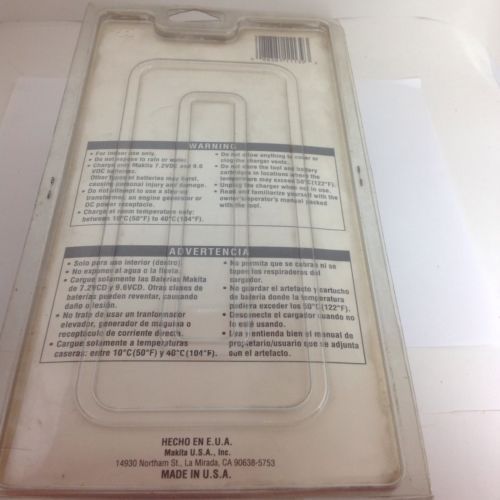 WARNING
• For indoor use only.
• Do not expose to rain or water.
• Charge only Makita 7.2VDC and 9.6
VDC batteries.
Other types of batteries may burst,
causing personal injury and damage.
• Do not attempt to use a step-up
transformer, an engine generator or
DC power receptacle.
• Charge at room temperature only:
between 10°C(50°F) to 40°C(104°F).
• Do not allow anything to cover or
clog the charger vents.
• Do not store the tool and battery
cartridge in locations where the
temperature may exceed 50°C(122°F).
• Unplug the charger when not in use.
• Read and familiarize yourself with the
owner's/operator's manual packed
with the tool.
ADVERTENCIA
• Solo para uso interior (dentro).
• No exponer al agua o la lluvia.
• Cargue solamente las Baterias Makita
de 7.2VCD y 9.6VCD. Otras clases de
baterias pueden reventar, causando
daño o lesión.
• No trate de usar un tranformador
elevador, generador de maquina o
receptáculo de corriente directa.
• Cargue solamente a temperaturas
caseras: entre 10°C(50°F) y 40°C(104°F).
• No permita que se cubran ni se
tapen los respiraderos del
cargador.
• No guardar el artefacto y cartucho
de bateria donde la temperatura
pudiera exceder los 50°C(122°F).
• Desconecte el cargador cuando no
lo esté usando.
• Lea y entienda bien el manual de
propietario/usuario que se adjunta
con el artefacto.
HECHO EN E.U.A.
Makita U.S.A., Inc.
14930 Northam St., La Mirada, CA 90638-5753
MADE IN U.S.A.